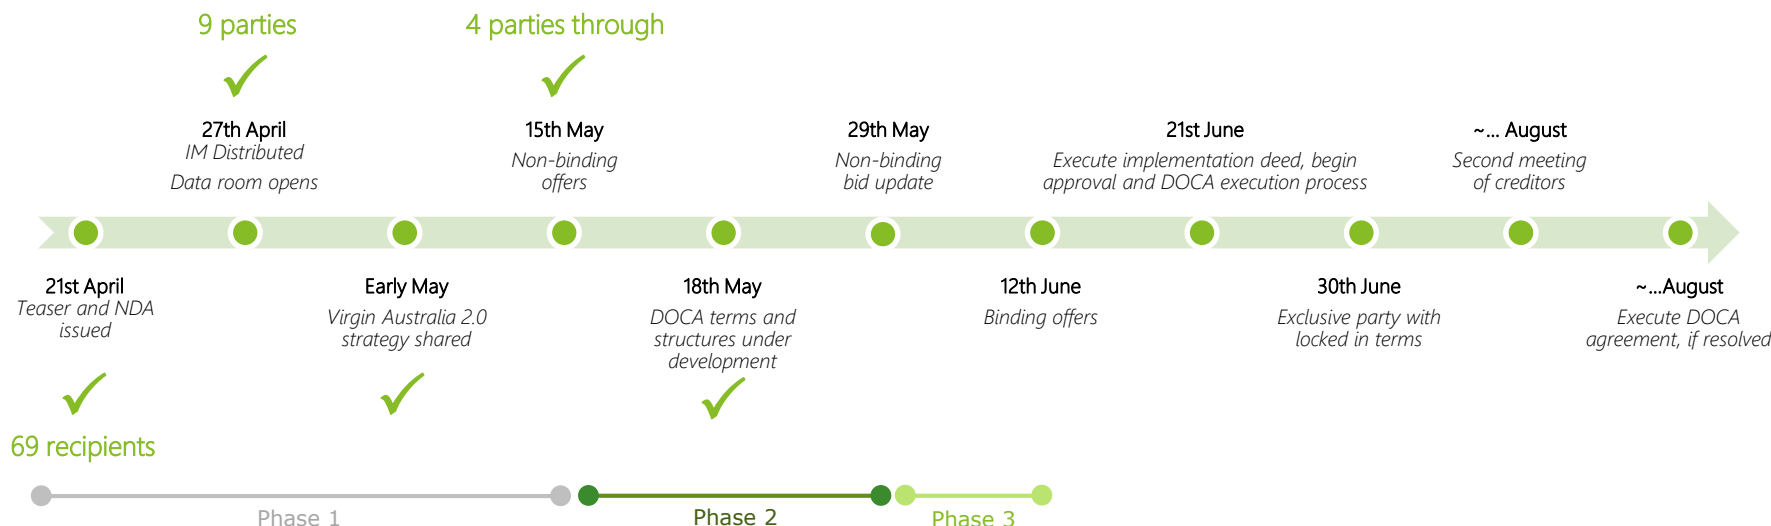 9 parties
4 parties through
27th April
IM Distributed
Data room opens
15th May
Non-binding
offers
29th May
Non-binding
bid update
21st June
Execute implementation deed, begin
approval and DOCA execution process
~... August
Second meeting
of creditors
21st April
Teaser and NDA
issued
69 recipients
Early May
Virgin Australia 2.0
strategy shared
18th May
DOCA terms and
structures under
development
12th June
Binding offers
30th June
Exclusive party with
locked in terms
~...August
Execute DOCA
agreement, if resolved
Phase 1
Phase 2
Phase 3